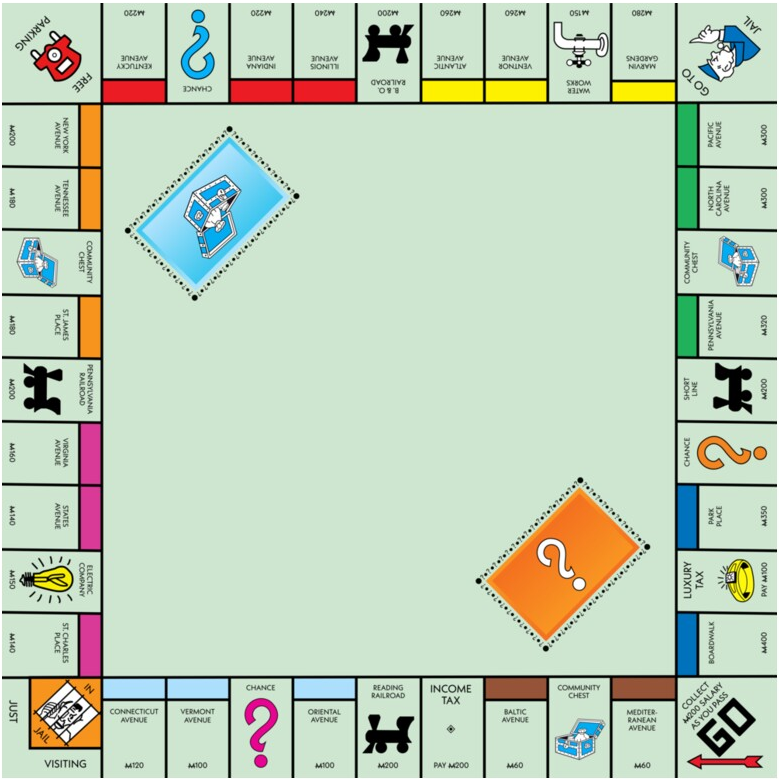 FREE
PARKING
KENTUCKY
AVENUE
M220
CHANCE
INDIANA
AVENUE
M220
ILLINOIS
AVENUE
M240
B. & O.
RAILROAD
M200
ATLANTIC
AVENUE
M260
VENTNOR
AVENUE
M260
WATER
WORKS
M150
MARVIN
GARDENS
M280
GO TO
JAIL
NEW YORK
AVENUE
M200
TENNESSEE
AVENUE
M180
COMMUNITY
CHEST
ST. JAMES
PLACE
M180
PENNSYLVANIA
RAILROAD
M200
VIRGINIA
AVENUE
M160
STATES
AVENUE
M140
ELECTRIC
COMPANY
M150
ST. CHARLES
PLACE
M140
PACIFIC
AVENUE
M300
NORTH
CAROLINA
AVENUE
M300
COMMUNITY
CHEST
PENNSYLVANIA
AVENUE
M320
SHORT
LINE
M200
CHANCE
PARK
PLACE
M350
LUXURY
TAX
PAY M100
BOARDWALK
M400
JUST
VISITING
IN
JAIL
CONNECTICUT
AVENUE
M120
VERMONT
AVENUE
M100
CHANCE
ORIENTAL
AVENUE
M100
READING
RAILROAD
M200
INCOME
TAX
PAY M200
BALTIC
AVENUE
M60
COMMUNITY
CHEST
MEDITER-
RANEAN
AVENUE
M60
COLLECT
M200 SALARY
AS YOU PASS
GO